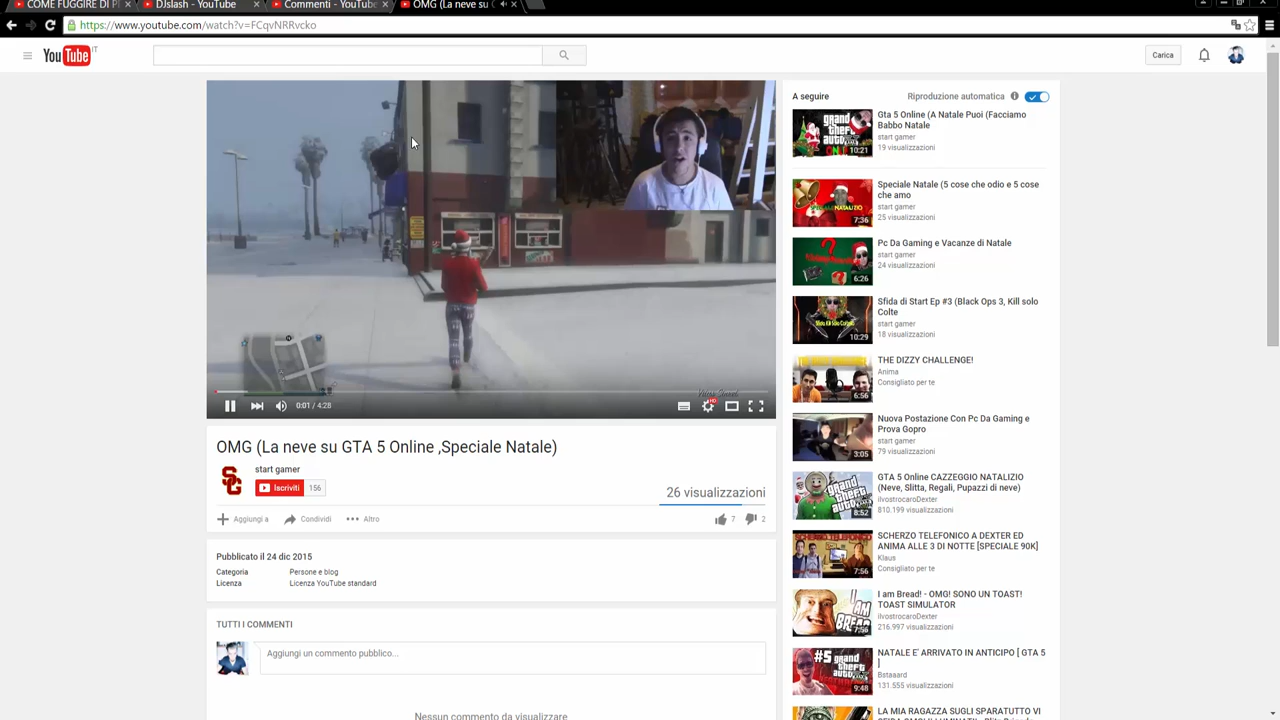 COME FUGGIRE DI P
DJslash - YouTube
Commenti - YouTube
OMG (La neve su
https://www.youtube.com/watch?v=FCqvNRRvcko
YouTube IT
Carica
A seguire
Riproduzione automatica
Gta 5 Online (A Natale Puoi (Facciamo
Babbo Natale
start gamer
19 visualizzazioni
10:21
Speciale Natale (5 cose che odio e 5 cose
che amo
start gamer
25 visualizzazioni
7:36
Pc Da Gaming e Vacanze di Natale
start gamer
24 visualizzazioni
6:26
Sfida di Start Ep #3 (Black Ops 3, Kill solo
Colte
start gamer
18 visualizzazioni
10:29
THE DIZZY CHALLENGE!
Anima
Consigliato per te
6:56
Nuova Postazione Con Pc Da Gaming e
Prova Gopro
start gamer
79 visualizzazioni
3:05
GTA 5 Online CAZZEGGIO NATALIZIO
(Neve, Slitta, Regali, Pupazzi di neve)
ilvostrocaroDexter
810.199 visualizzazioni
8:52
SCHERZO TELEFONICO A DEXTER ED
ANIMA ALLE 3 DI NOTTE [SPECIALE 90K]
Klaus
Consigliato per te
7:56
I am Bread! - OMG! SONO UN TOAST!
TOAST SIMULATOR
ilvostrocaroDexter
216.997 visualizzazioni
7:56
NATALE E' ARRIVATO IN ANTICIPO [ GTA 5
]
Bstaaard
131.555 visualizzazioni
#5 grand
9:48
LA MIA RAGAZZA SUGLI SPARATUTTO VI
0:01 / 4:28
HD
OMG (La neve su GTA 5 Online ,Speciale Natale)
SG
start gamer
Iscriviti 156
26 visualizzazioni
Aggiungi a
Condividi
Altro
7
2
Pubblicato il 24 dic 2015
Categoria Persone e blog
Licenza Licenza YouTube standard
TUTTI I COMMENTI
Aggiungi un commento pubblico...
Nessun commento da visualizzare